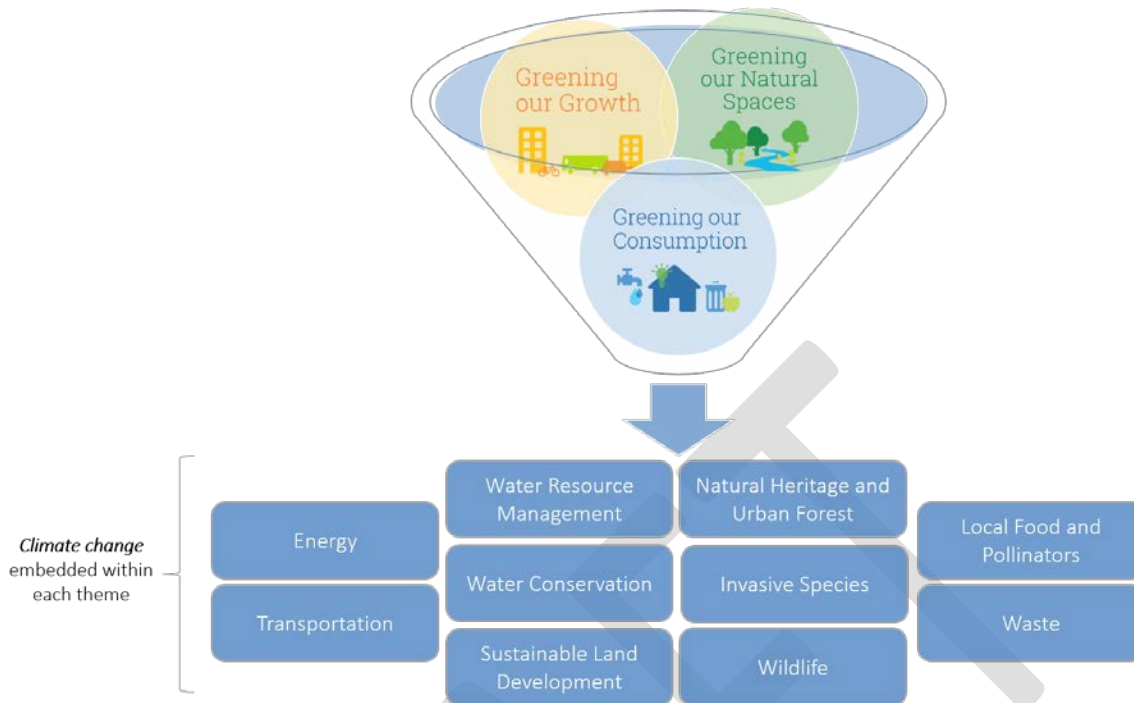 Greening
our Growth
Greening
our Natural
Spaces
Greening our
Consumption
Climate change
embedded within
each theme
Energy
Transportation
Water Resource
Management
Water Conservation
Sustainable Land
Development
Natural Heritage and
Urban Forest
Invasive Species
Wildlife
Local Food and
Pollinators
Waste